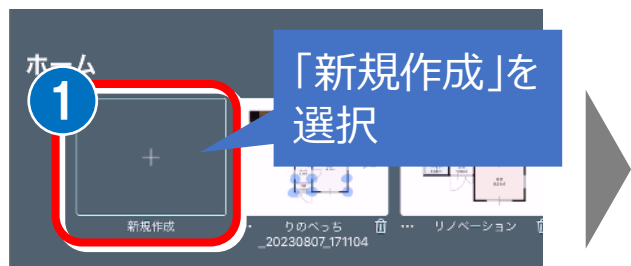 ホーム
1
「新規作成」を
選択
新規作成
りのべっち
_20230807_171104
リノベーション